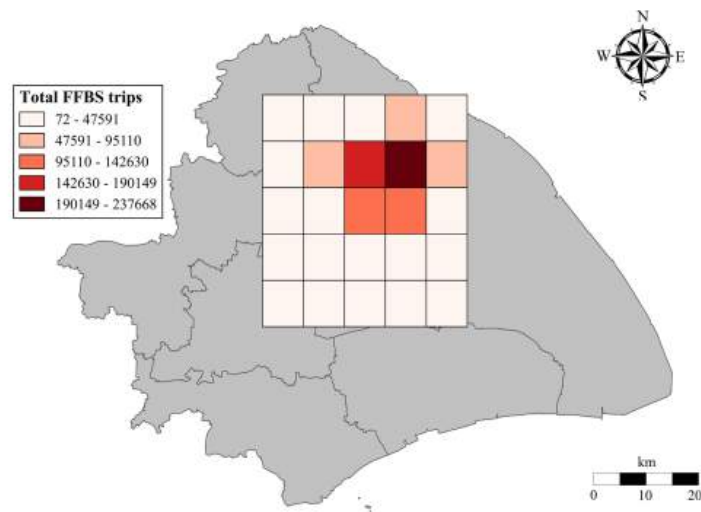 N
W E
S
Total FFBS trips
72 - 47591
47591 - 95110
95110 - 142630
142630 - 190149
190149 - 237668
km
0 10 20